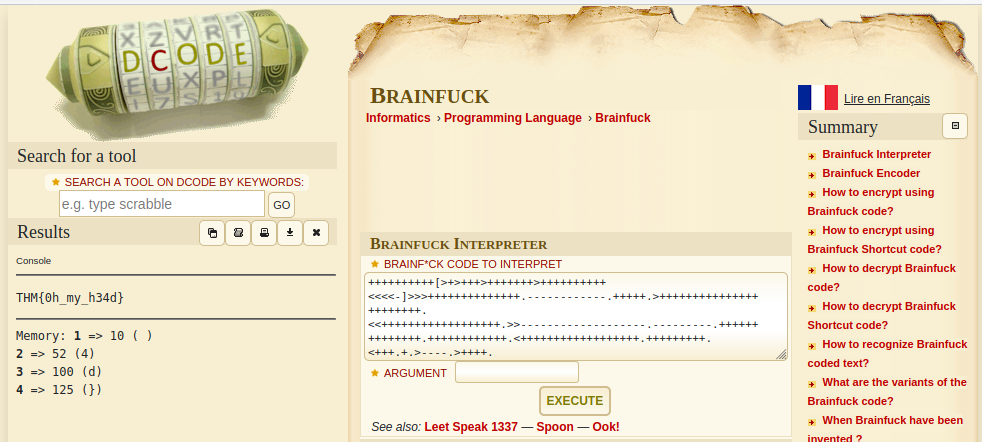 X Z V R T
DCODE
E U X P L
Search for a tool
SEARCH A TOOL ON DCODE BY KEYWORDS:
e.g. type scrabble
GO
Results
Console
THM{0h_my_h34d}
Memory: 1 => 10 ( )
2 => 52 (4)
3 => 100 (d)
4 => 125 (})
BRAINFUCK
Informatics › Programming Language › Brainfuck
BRAINFUCK INTERPRETER
BRAINF*CK CODE TO INTERPRET
++++++++++[>+>+++>+++++++>++++++++++
<<<<-]>>>++++++++++++++.------------.+++++.>+++++++++++++++
++++++++.
<<++++++++++++++++++.>>-------------------.---------.++++++
++++++++.++++++++++++.<++++++++++++++++++.+++++++++.
<+++.+.>----.>++++.
ARGUMENT
EXECUTE
See also: Leet Speak 1337 — Spoon — Ook!
Lire en Français
Summary
Brainfuck Interpreter
Brainfuck Encoder
How to encrypt using
Brainfuck code?
How to encrypt using
Brainfuck Shortcut code?
How to decrypt Brainfuck
code?
How to decrypt Brainfuck
Shortcut code?
How to recognize Brainfuck
coded text?
What are the variants of the
Brainfuck code?
When Brainfuck have been
invented ?